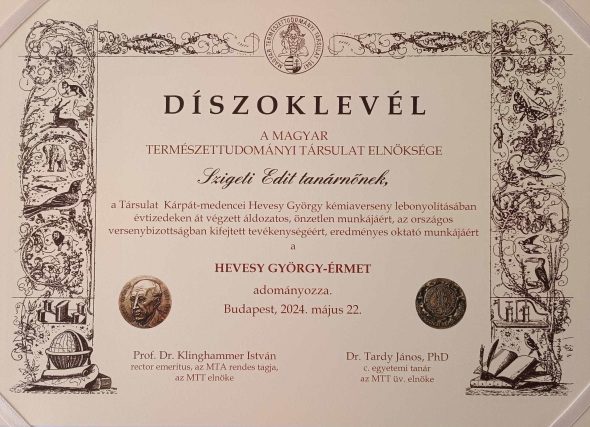 DÍSZOKLEVÉL
A MAGYAR
TERMÉSZETTUDOMÁNYI TÁRSULAT ELNÖKSÉGE
Szigeti Edit tanárnőnek,
a Társulat Kárpát-medencei Hevesy György kémiaverseny lebonyolításában
évtizedeken át végzett áldozatos, önzetlen munkájáért, az országos
versenybizottságban kifejtett tevékenységéért, eredményes oktató munkájáért
a
HEVESY GYÖRGY-ÉRMET
adományozza.
Budapest, 2024. május 22.
Prof. Dr. Klinghammer István
rector emeritus, az MTA rendes tagja,
az MTT elnöke
Dr. Tardy János, PhD
c. egyetemi tanár
az MTT üv. elnöke